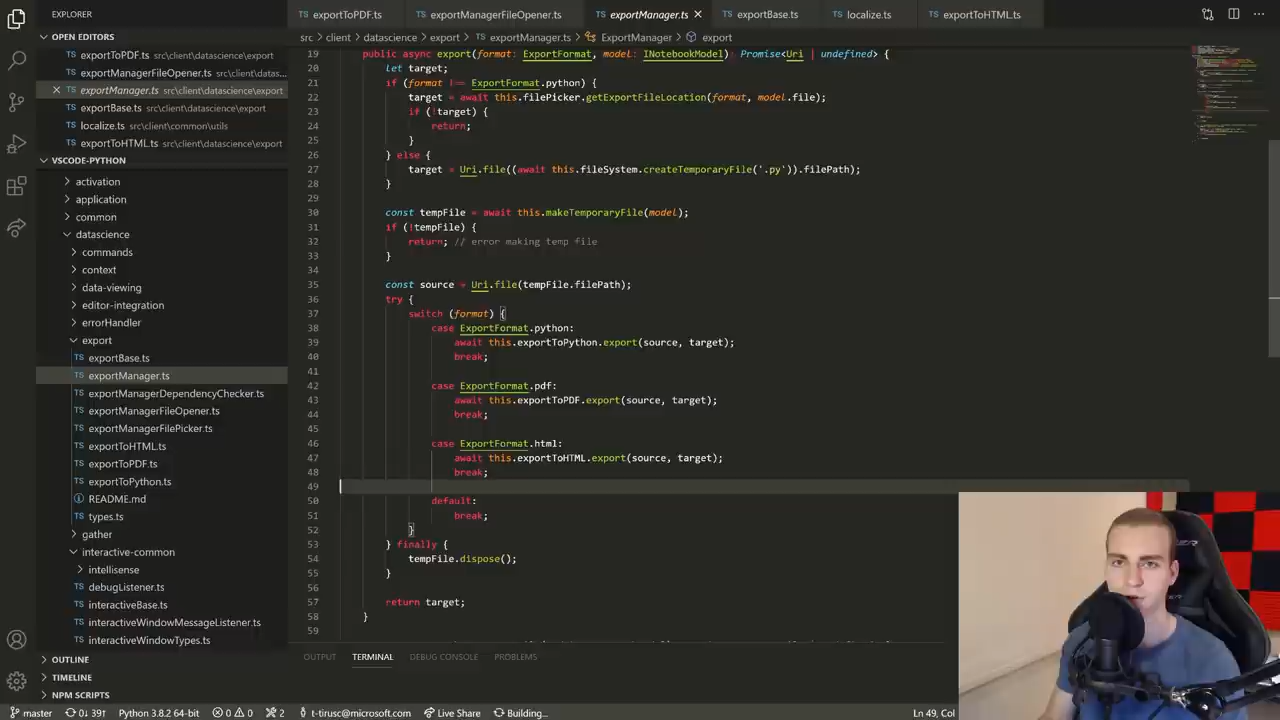 EXPLORER
exportToPDF.ts
exportManagerFileOpener.ts
exportManager.ts
exportBase.ts
localize.ts
exportToHTML.ts
OPEN EDITORS
exportToPDF.ts src\client\datascience\export
exportManagerFileOpener.ts src\client\datas...
exportManager.ts src\client\datascience\export
exportBase.ts src\client\datascience\export
localize.ts src\client\common\utils
exportToHTML.ts src\client\datascience\export
VSCODE-PYTHON
activation
application
common
datascience
commands
context
data-viewing
editor-integration
errorHandler
export
exportBase.ts
exportManager.ts
exportManagerDependencyChecker.ts
exportManagerFileOpener.ts
exportManagerFilePicker.ts
exportToHTML.ts
exportToPDF.ts
exportToPython.ts
README.md
types.ts
gather
interactive-common
intellisense
debugListener.ts
interactiveBase.ts
interactiveWindowMessageListener.ts
interactiveWindowTypes.ts
OUTLINE
TIMELINE
NPM SCRIPTS
src > client > datascience > export > exportManager.ts > ExportManager > export
19 public async export(format: ExportFormat, model: INotebookModel): Promise<Uri | undefined> {
20 let target;
21 if (format !== ExportFormat.python) {
22 target = await this.filePicker.getExportFileLocation(format, model.file);
23 if (!target) {
24 return;
25 }
26 } else {
27 target = Uri.file((await this.fileSystem.createTemporaryFile('.py')).filePath);
28 }
29
30 const tempFile = await this.makeTemporaryFile(model);
31 if (!tempFile) {
32 return; // error making temp file
33 }
34
35 const source = Uri.file(tempFile.filePath);
36 try {
37 switch (format) {
38 case ExportFormat.python:
39 await this.exportToPython.export(source, target);
40 break;
41
42 case ExportFormat.pdf:
43 await this.exportToPDF.export(source, target);
44 break;
45
46 case ExportFormat.html:
47 await this.exportToHTML.export(source, target);
48 break;
49
50 default:
51 break;
52 }
53 } finally {
54 tempFile.dispose();
55 }
56
57 return target;
58 }
59
OUTPUT TERMINAL DEBUG CONSOLE PROBLEMS
master 0↓ 39↑ Python 3.8.2 64-bit 0 0 2 t-tirusc@microsoft.com Live Share Building... Ln 49, Col